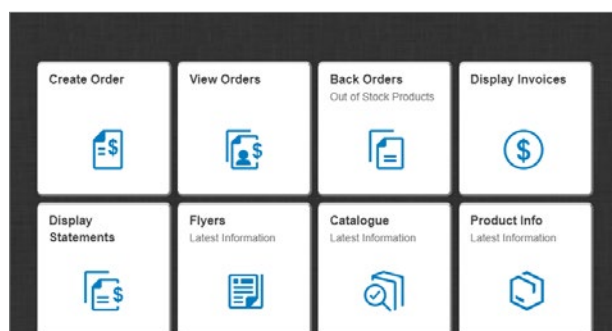 Create Order
View Orders
Back Orders
Out of Stock Products
Display Invoices
Display
Statements
Flyers
Latest Information
Catalogue
Latest Information
Product Info
Latest Information